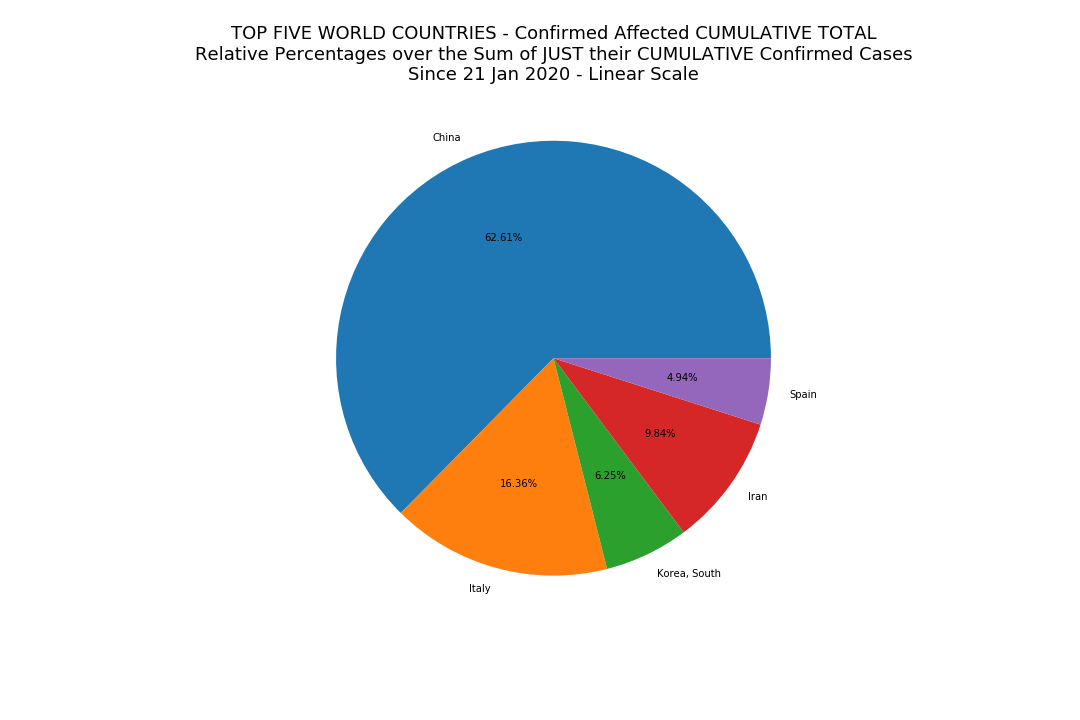 TOP FIVE WORLD COUNTRIES - Confirmed Affected CUMULATIVE TOTAL
Relative Percentages over the Sum of JUST their CUMULATIVE Confirmed Cases
Since 21 Jan 2020 - Linear Scale
China
62.61%
4.94%
Spain
9.84%
16.36%
6.25%
Iran
Korea, South
Italy